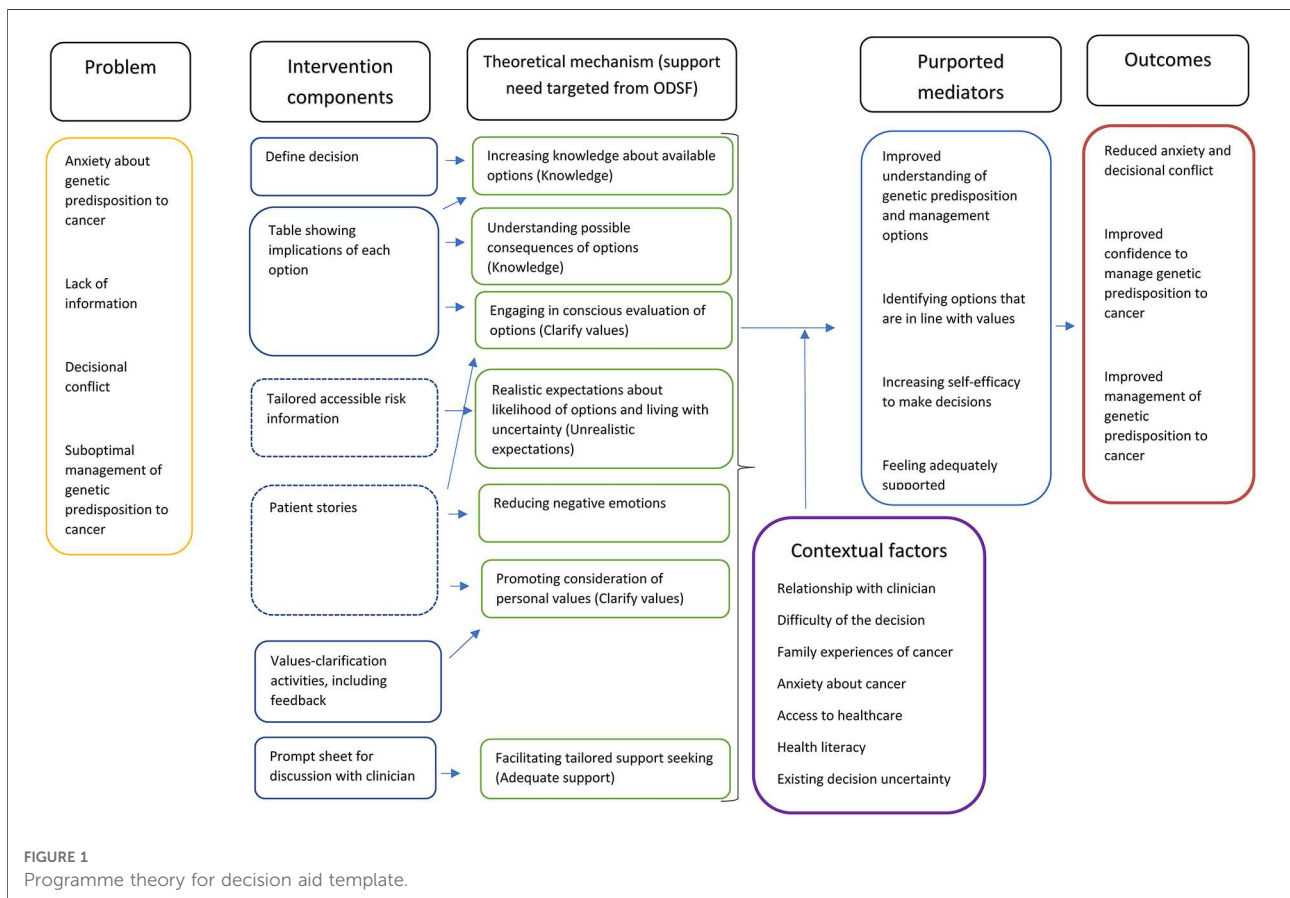 Problem
Intervention
components
Theoretical mechanism (support
need targeted from ODSF)
Purported
mediators
Outcomes
Anxiety about
genetic
predisposition to
cancer
Lack of
information
Decisional
conflict
Suboptimal
management of
genetic
predisposition to
cancer
Define decision
Table showing
implications of each
option
Tailored accessible risk
information
Patient stories
Values-clarification
activities, including
feedback
Prompt sheet for
discussion with clinician
Increasing knowledge about available
options (Knowledge)
Understanding possible
consequences of options
(Knowledge)
Engaging in conscious evaluation of
options (Clarify values)
Realistic expectations about
likelihood of options and living with
uncertainty (Unrealistic
expectations)
Reducing negative emotions
Promoting consideration of
personal values (Clarify values)
Facilitating tailored support seeking
(Adequate support)
Improved
understanding of
genetic predisposition
and management
options
Identifying options that
are in line with values
Increasing self-efficacy
to make decisions
Feeling adequately
supported
Contextual factors
Relationship with clinician
Difficulty of the decision
Family experiences of cancer
Anxiety about cancer
Access to healthcare
Health literacy
Existing decision uncertainty
Reduced anxiety and
decisional conflict
Improved
confidence to
manage genetic
predisposition to
cancer
Improved
management of
genetic
predisposition to
cancer
FIGURE 1
Programme theory for decision aid template.